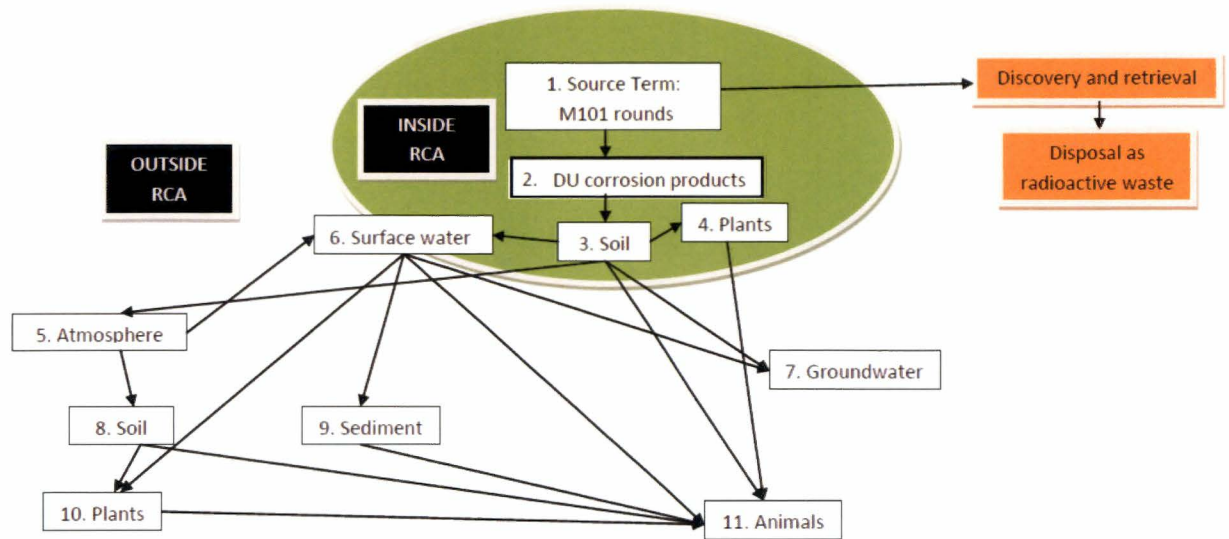 1. Source Term:
M101 rounds
Discovery and retrieval
INSIDE
RCA
OUTSIDE
RCA
Disposal as
radioactive waste
2. DU corrosion products
4. Plants
6. Surface water
3. Soil
5. Atmosphere
7. Groundwater
8. Soil
9. Sediment
10. Plants
11. Animals